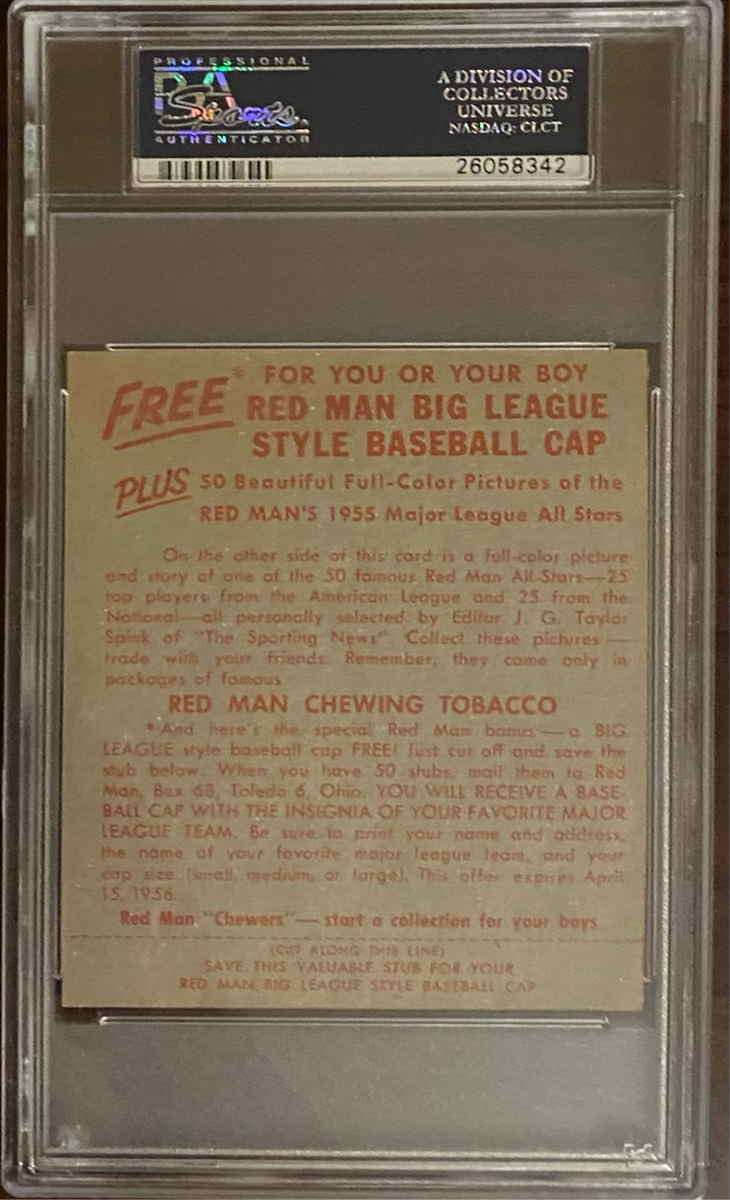 PROFESSIONAL
PSA
Sports
AUTHENTICATOR
A DIVISION OF
COLLECTORS
UNIVERSE
NASDAQ: CLCT
26058342
FREE* FOR YOU OR YOUR BOY
RED MAN BIG LEAGUE
STYLE BASEBALL CAP
PLUS 50 Beautiful Full-Color Pictures of the
RED MAN'S 1955 Major League All Stars
On the other side of this card is a full-color picture
and story of one of the 50 famous Red Man All-Stars—25
top players from the American League and 25 from the
National—all personally selected by Editor J. G. Taylor
Spink of "The Sporting News". Collect these pictures —
trade with your friends. Remember, they come only in
packages of famous
RED MAN CHEWING TOBACCO
*And here's the special Red Man bonus — a BIG
LEAGUE style baseball cap FREE! Just cut off and save the
stub below. When you have 50 stubs, mail them to Red
Man, Box 68, Toledo 6, Ohio. YOU WILL RECEIVE A BASE-
BALL CAP WITH THE INSIGNIA OF YOUR FAVORITE MAJOR
LEAGUE TEAM. Be sure to print your name and address,
the name of your favorite major league team, and your
cap size (small, medium, or large). This offer expires April
15, 1956.
Red Man "Chewers"— start a collection for your boys
(CUT ALONG THIS LINE)
SAVE THIS VALUABLE STUB FOR YOUR
RED MAN BIG LEAGUE STYLE BASEBALL CAP